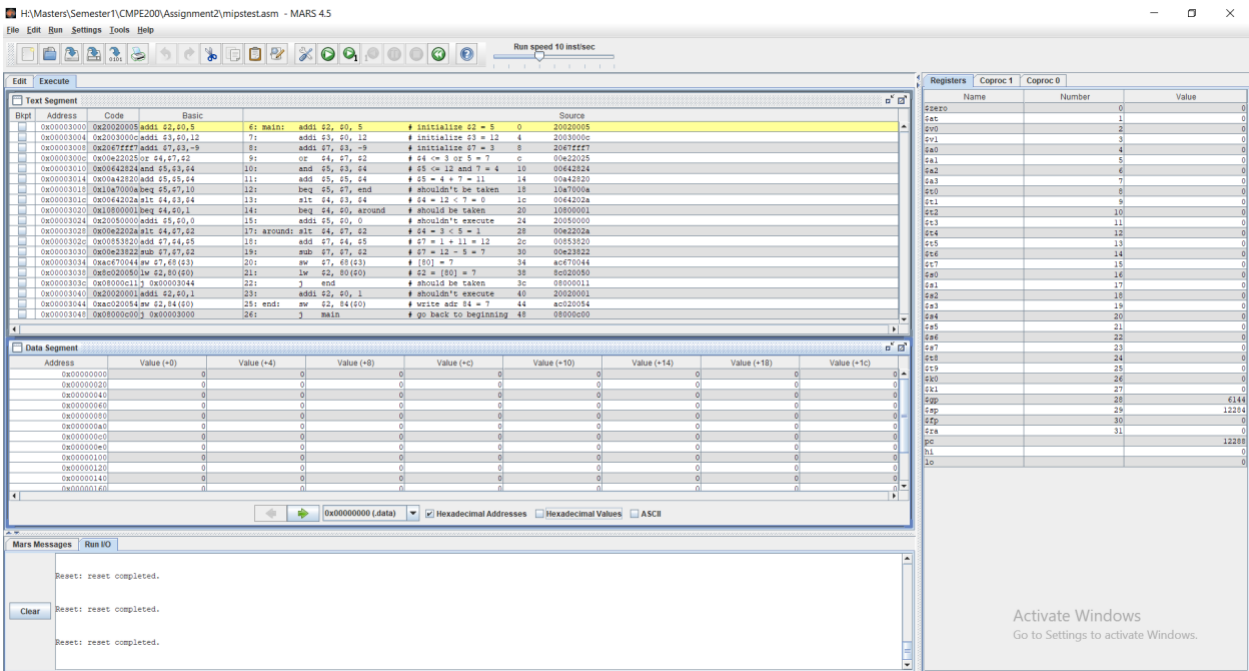 H:\Masters\Semester1\CMPE200\Assignment2\mipstest.asm - MARS 4.5
File Edit Run Settings Tools Help
Run speed 10 inst/sec
Edit Execute
Text Segment
Bkpt Address Code Basic Source
0x00003000 0x20020005 addi $2,$0,5 6: main: addi $2, $0, 5 # initialize $2 = 5 0 20020005
0x00003004 0x2003000c addi $3,$0,12 7: addi $3, $0, 12 # initialize $3 = 12 4 2003000c
0x00003008 0x2067fff7 addi $7,$3,-9 8: addi $7, $3, -9 # initialize $7 = 3 8 2067fff7
0x0000300c 0x00e22025 or $4,$7,$2 9: or $4, $7, $2 # $4 <= 3 or 5 = 7 c 00e22025
0x00003010 0x00642824 and $5,$3,$4 10: and $5, $3, $4 # $5 <= 12 and 7 = 4 10 00642824
0x00003014 0x00a42820 add $5,$5,$4 11: add $5, $5, $4 # $5 = 4 + 7 = 11 14 00a42820
0x00003018 0x10a7000a beq $5,$7,10 12: beq $5, $7, end # shouldn't be taken 18 10a7000a
0x0000301c 0x0064202a slt $4,$3,$4 13: slt $4, $3, $4 # $4 = 12 < 7 = 0 1c 0064202a
0x00003020 0x10800001 beq $4,$0,1 14: beq $4, $0, around # should be taken 20 10800001
0x00003024 0x20050000 addi $5,$0,0 15: addi $5, $0, 0 # shouldn't execute 24 20050000
0x00003028 0x00e2202a slt $4,$7,$2 17: around: slt $4, $7, $2 # $4 = 3 < 5 = 1 28 00e2202a
0x0000302c 0x00853820 add $7,$4,$5 18: add $7, $4, $5 # $7 = 1 + 11 = 12 2c 00853820
0x00003030 0x00e23822 sub $7,$7,$2 19: sub $7, $7, $2 # $7 = 12 - 5 = 7 30 00e23822
0x00003034 0xac670044 sw $7,68($3) 20: sw $7, 68($3) # [80] = 7 34 ac670044
0x00003038 0x8c020050 lw $2,80($0) 21: lw $2, 80($0) # $2 = [80] = 7 38 8c020050
0x0000303c 0x08000c11 j 0x00003044 22: j end # should be taken 3c 08000011
0x00003040 0x20020001 addi $2,$0,1 23: addi $2, $0, 1 # shouldn't execute 40 20020001
0x00003044 0xac020054 sw $2,84($0) 25: end: sw $2, 84($0) # write adr 84 = 7 44 ac020054
0x00003048 0x08000c00 j 0x00003000 26: j main # go back to beginning 48 08000c00
Data Segment
Address Value (+0) Value (+4) Value (+8) Value (+c) Value (+10) Value (+14) Value (+18) Value (+1c)
0x00000000 0 0 0 0 0 0 0 0
0x00000020 0 0 0 0 0 0 0 0
0x00000040 0 0 0 0 0 0 0 0
0x00000060 0 0 0 0 0 0 0 0
0x00000080 0 0 0 0 0 0 0 0
0x000000a0 0 0 0 0 0 0 0 0
0x000000c0 0 0 0 0 0 0 0 0
0x000000e0 0 0 0 0 0 0 0 0
0x00000100 0 0 0 0 0 0 0 0
0x00000120 0 0 0 0 0 0 0 0
0x00000140 0 0 0 0 0 0 0 0
0x00000160 0 0 0 0 0 0 0 0
0x00000000 (.data) Hexadecimal Addresses Hexadecimal Values ASCII
Mars Messages Run I/O
Reset: reset completed.
Clear
Reset: reset completed.
Reset: reset completed.
Registers Coproc 1 Coproc 0
Name Number Value
$zero 0 0
$at 1 0
$v0 2 0
$v1 3 0
$a0 4 0
$a1 5 0
$a2 6 0
$a3 7 0
$t0 8 0
$t1 9 0
$t2 10 0
$t3 11 0
$t4 12 0
$t5 13 0
$t6 14 0
$t7 15 0
$s0 16 0
$s1 17 0
$s2 18 0
$s3 19 0
$s4 20 0
$s5 21 0
$s6 22 0
$s7 23 0
$t8 24 0
$t9 25 0
$k0 26 0
$k1 27 0
$gp 28 6144
$sp 29 12284
$fp 30 0
$ra 31 0
pc 12288
hi 0
lo 0
Activate Windows
Go to Settings to activate Windows.